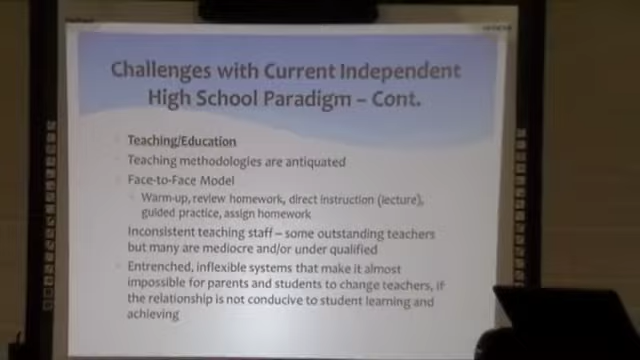 Challenges with Current Independent
High School Paradigm – Cont.
Teaching/Education
Teaching methodologies are antiquated
Face-to-Face Model
Warm-up, review homework, direct instruction (lecture),
guided practice, assign homework
Inconsistent teaching staff – some outstanding teachers
but many are mediocre and/or under qualified
Entrenched, inflexible systems that make it almost
impossible for parents and students to change teachers, if
the relationship is not conducive to student learning and
achieving